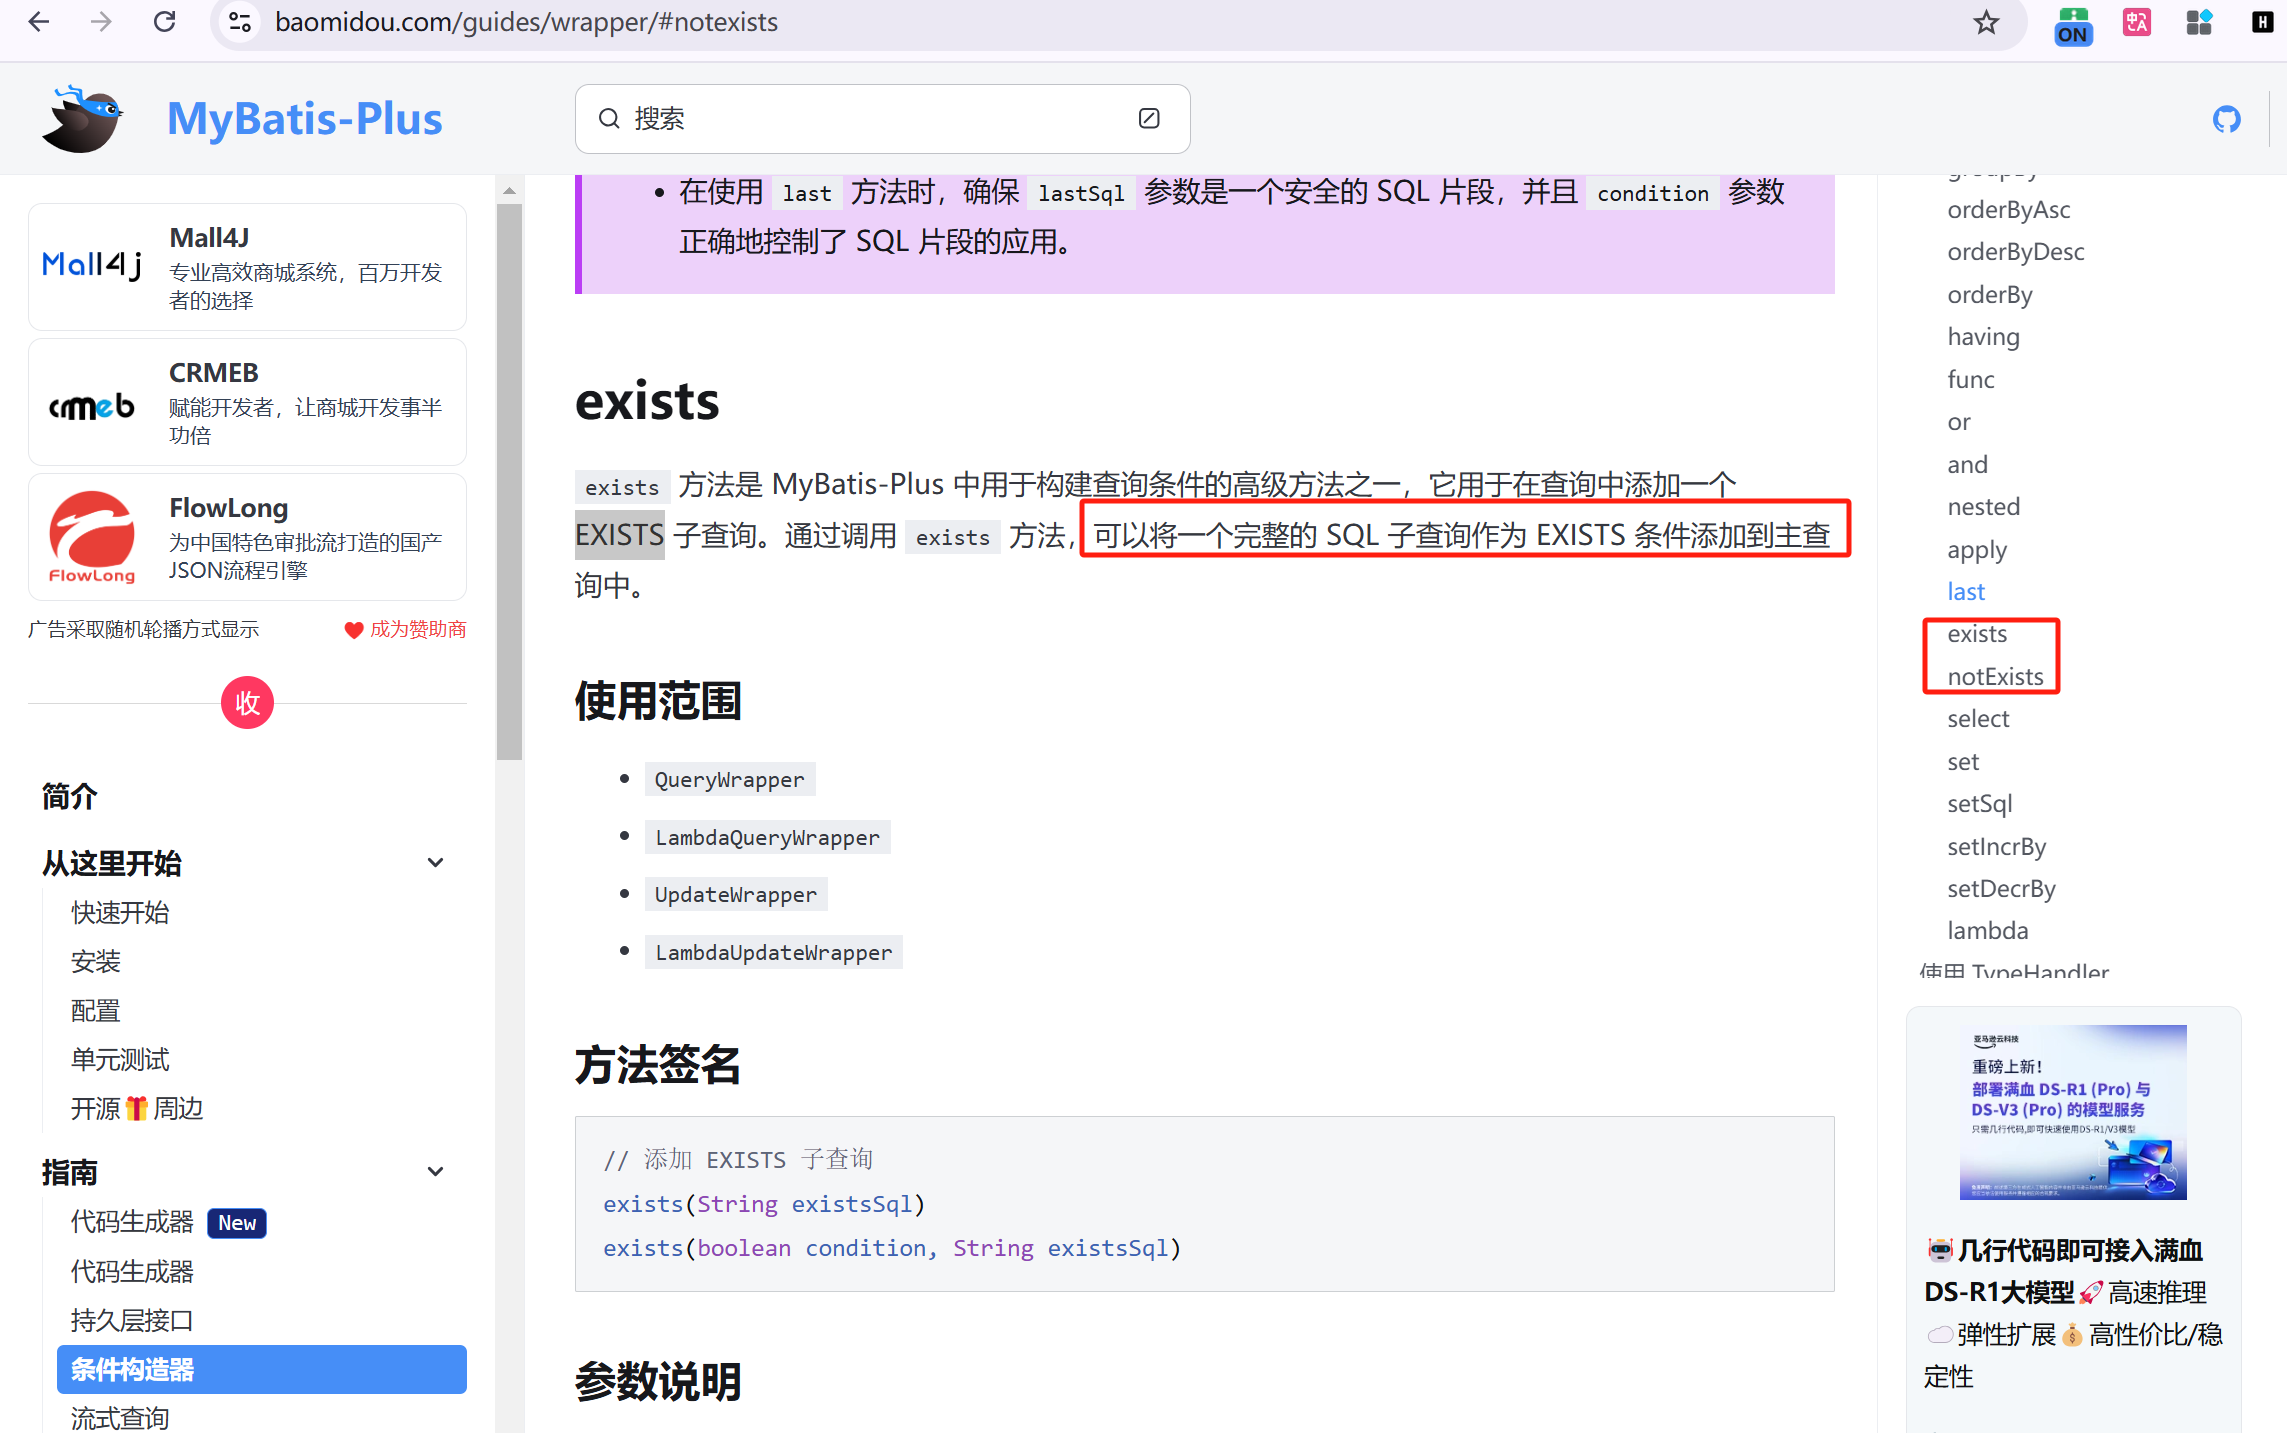 baomidou.com/guides/wrapper/#notexists
ON
中A
H
MyBatis-Plus
搜索
Mall4j
Mall4J
专业高效商城系统，百万开发
者的选择
crmeb
CRMEB
赋能开发者，让商城开发事半
功倍
FlowLong
FlowLong
为中国特色审批流打造的国产
JSON流程引擎
广告采取随机轮播方式显示
成为赞助商
收
简介
从这里开始
快速开始
安装
配置
单元测试
开源🎁周边
指南
代码生成器 New
代码生成器
持久层接口
条件构造器
流式查询
在使用 last 方法时，确保 lastSql 参数是一个安全的 SQL 片段，并且 condition 参数
正确地控制了 SQL 片段的应用。
exists
exists 方法是 MyBatis-Plus 中用于构建查询条件的高级方法之一，它用于在查询中添加一个
EXISTS 子查询。通过调用 exists 方法，可以将一个完整的 SQL 子查询作为 EXISTS 条件添加到主查
询中。
使用范围
QueryWrapper
LambdaQueryWrapper
UpdateWrapper
LambdaUpdateWrapper
方法签名
// 添加 EXISTS 子查询
exists(String existsSql)
exists(boolean condition, String existsSql)
参数说明
groupBy
orderByAsc
orderByDesc
orderBy
having
func
or
and
nested
apply
last
exists
notExists
select
set
setSql
setIncrBy
setDecrBy
lambda
使用 TypeHandler
亚马逊云科技
重磅上新！
部署满血 DS-R1 (Pro) 与
DS-V3 (Pro) 的模型服务
只需几行代码,即可快速使用DS-R1/V3模型
🤖几行代码即可接入满血
DS-R1大模型🚀高速推理
☁️弹性扩展💰高性价比/稳
定性